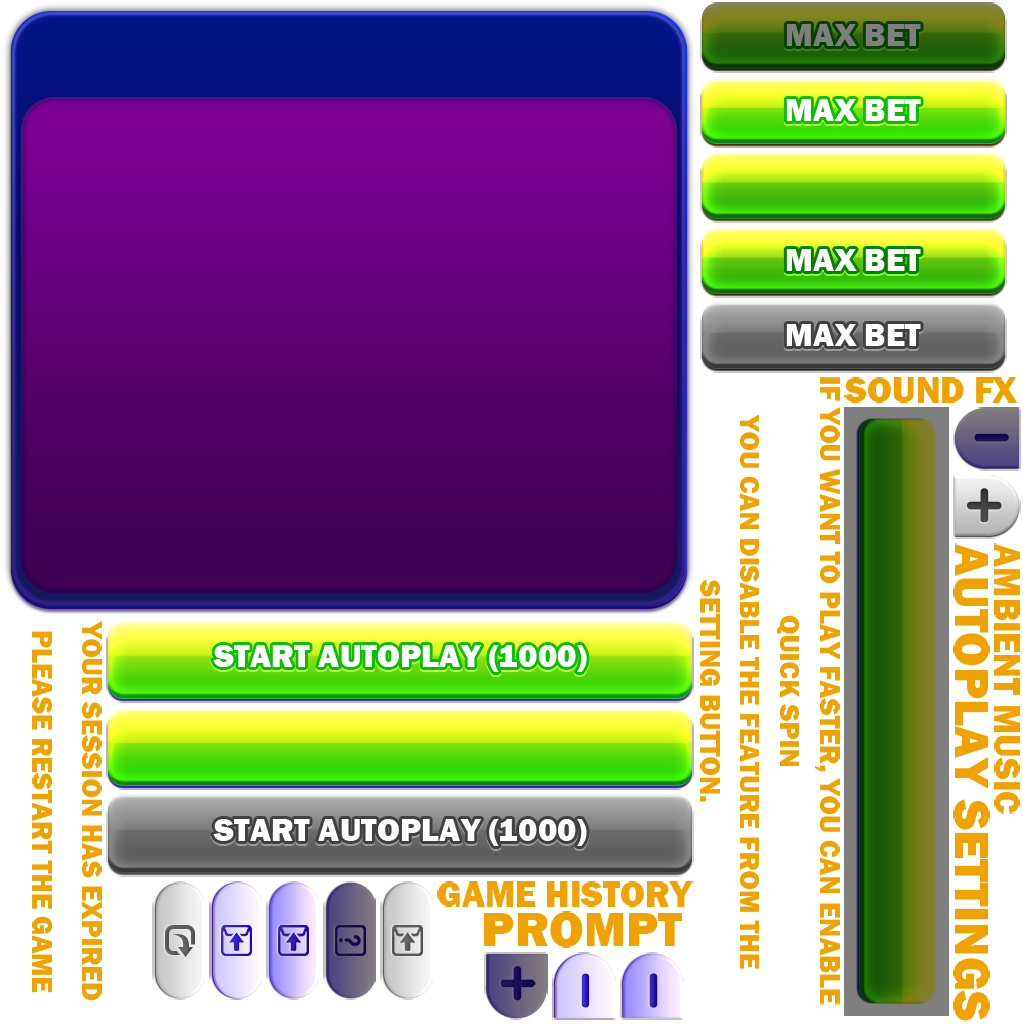 MAX BET
MAX BET
MAX BET
MAX BET
SOUND FX
IF YOU WANT TO PLAY FASTER, YOU CAN ENABLE
QUICK SPIN
YOU CAN DISABLE THE FEATURE FROM THE
SETTING BUTTON.
AMBIENT MUSIC
AUTOPLAY SETTINGS
START AUTOPLAY (1000)
START AUTOPLAY (1000)
YOUR SESSION HAS EXPIRED
PLEASE RESTART THE GAME
?
GAME HISTORY
PROMPT